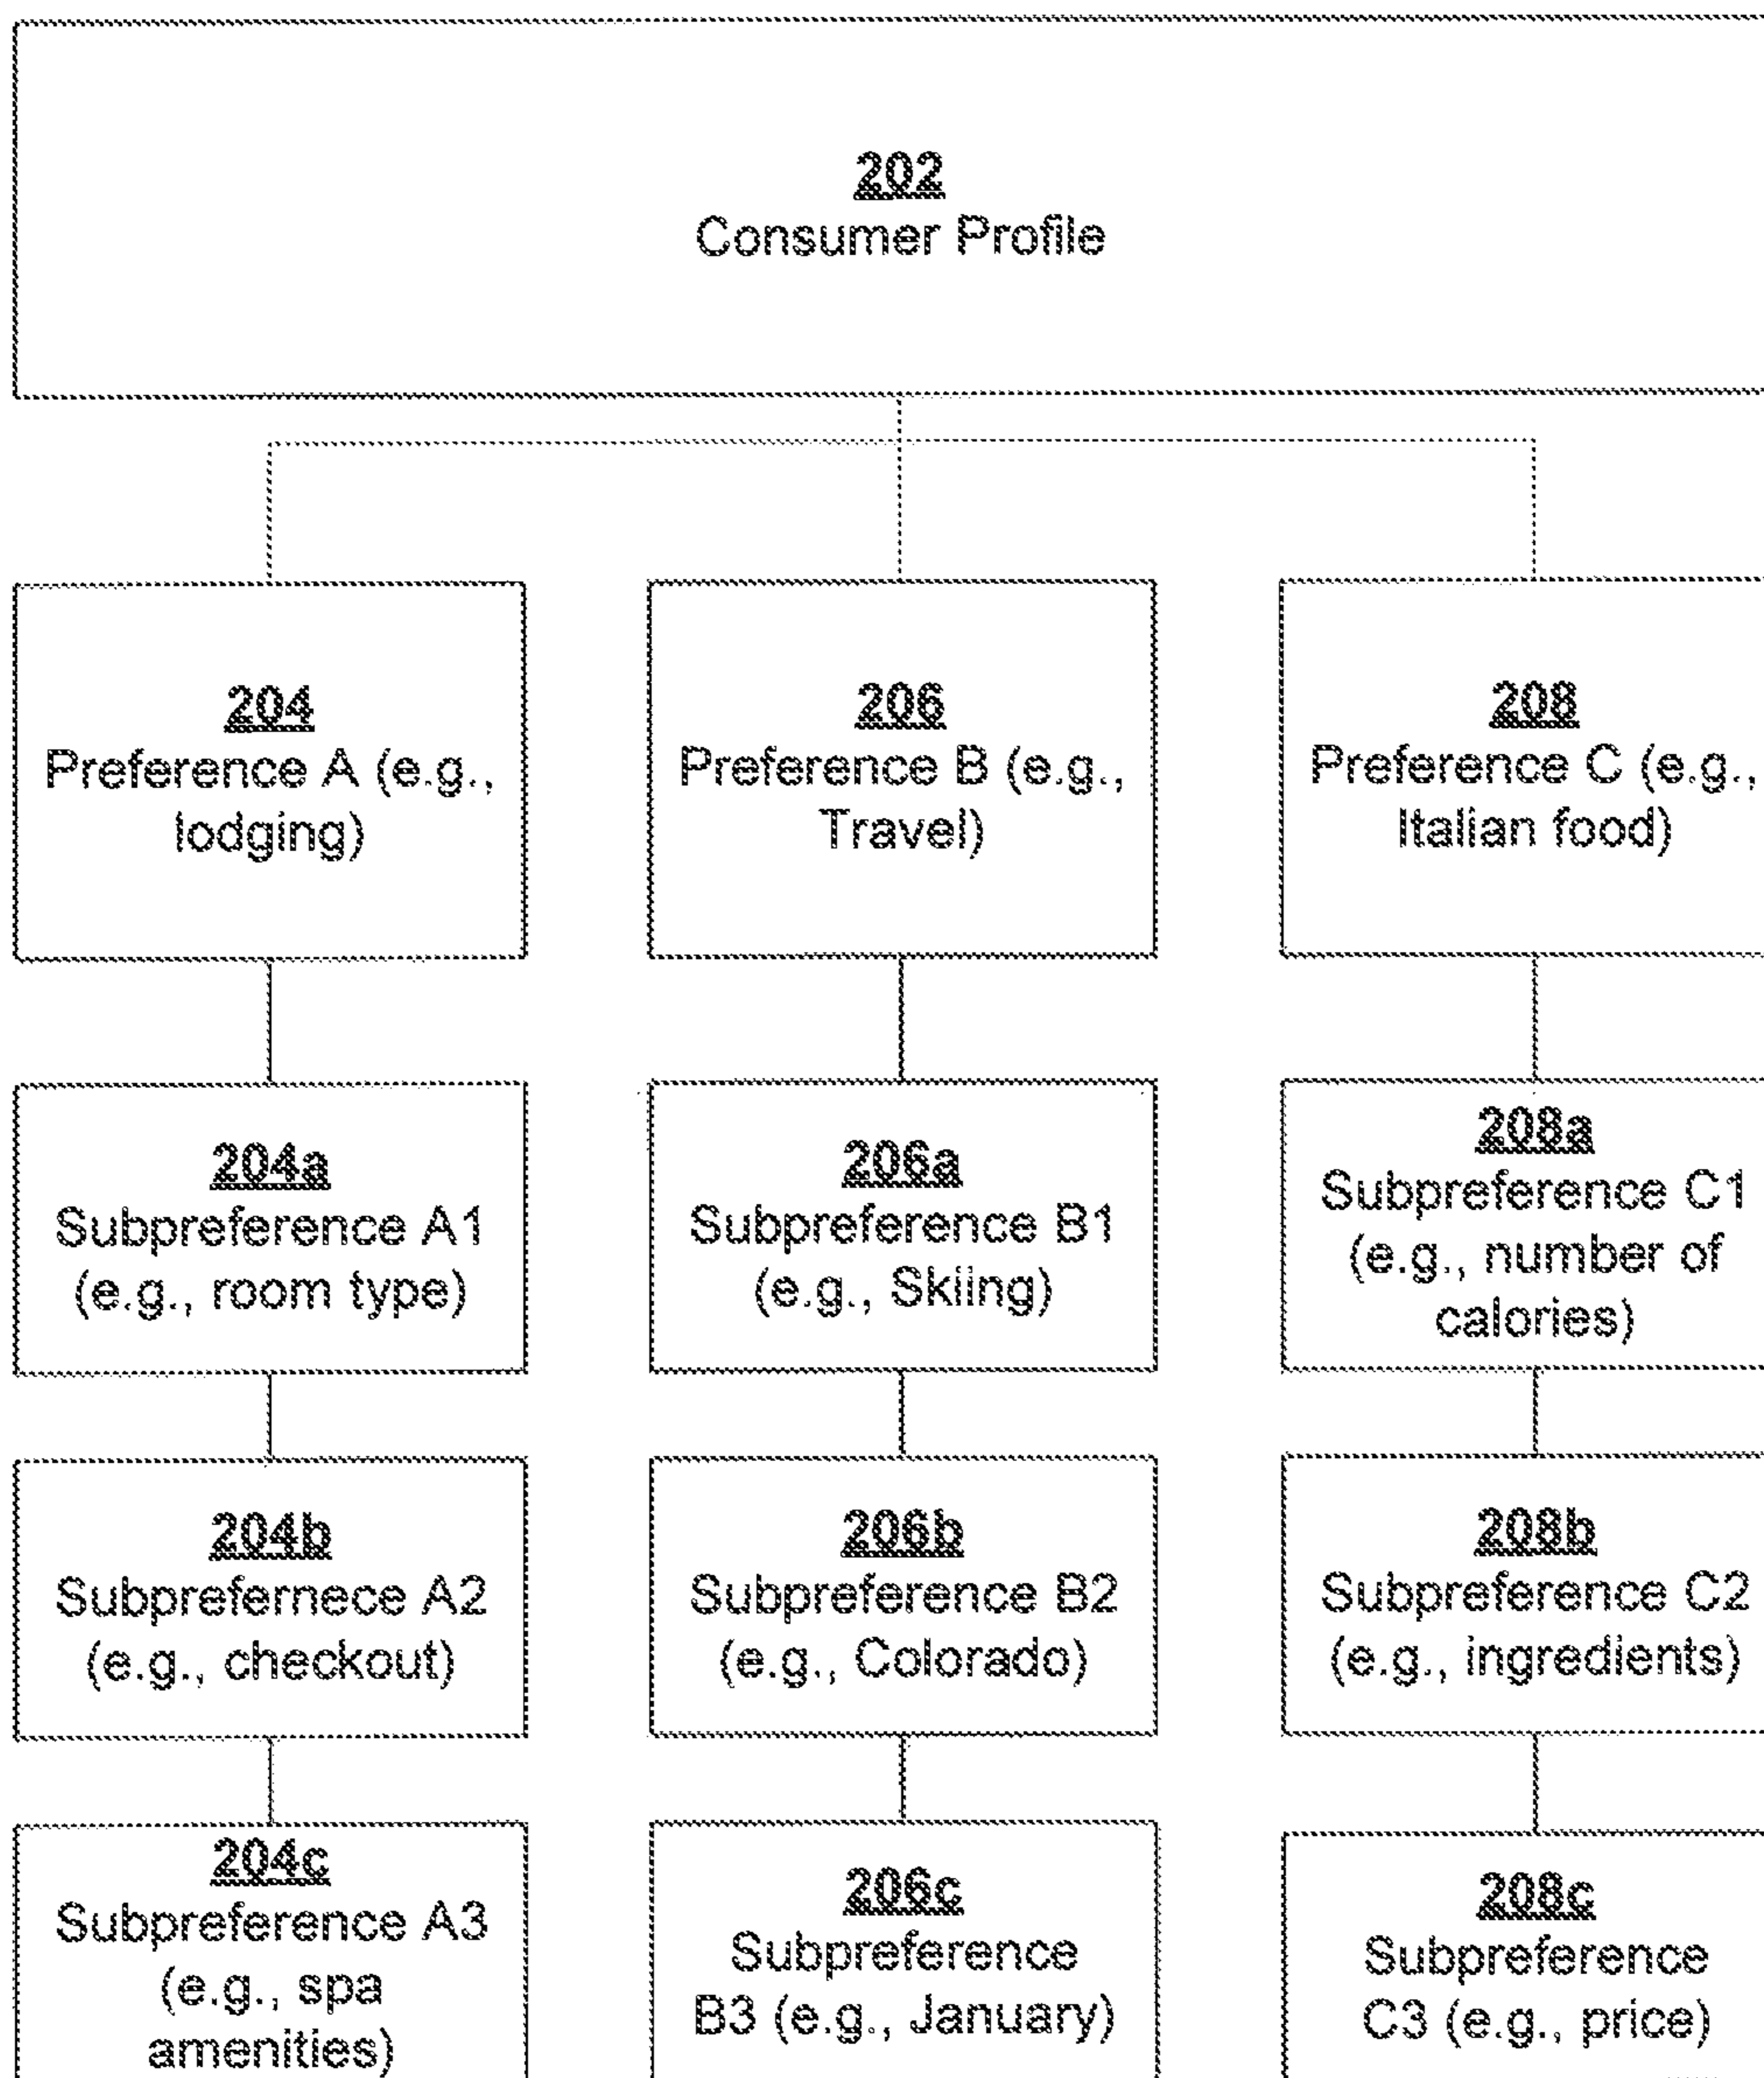 202
Consumer Profile
204
Preference A (e.g.,
lodging)
206
Preference B (e.g.,
Travel)
208
Preference C (e.g.,
Italian food)
204a
Subpreference A1
(e.g., room type)
206a
Subpreference B1
(e.g., Skiing)
208a
Subpreference C1
(e.g., number of
calories)
204b
Subprefernece A2
(e.g., checkout)
206b
Subpreference B2
(e.g., Colorado)
208b
Subpreference C2
(e.g., ingredients)
204c
Subpreference A3
(e.g., spa
amenities)
206c
Subpreference
B3 (e.g., January)
208c
Subpreference
C3 (e.g., price)